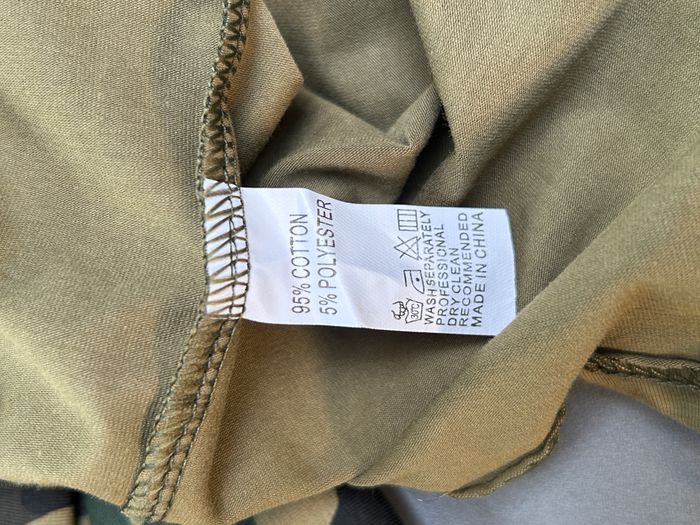 95% COTTON
5% POLYESTER
30°C
WASH SEPARATELY
PROFESSIONAL
DRY CLEAN
RECOMMENDED
MADE IN CHINA